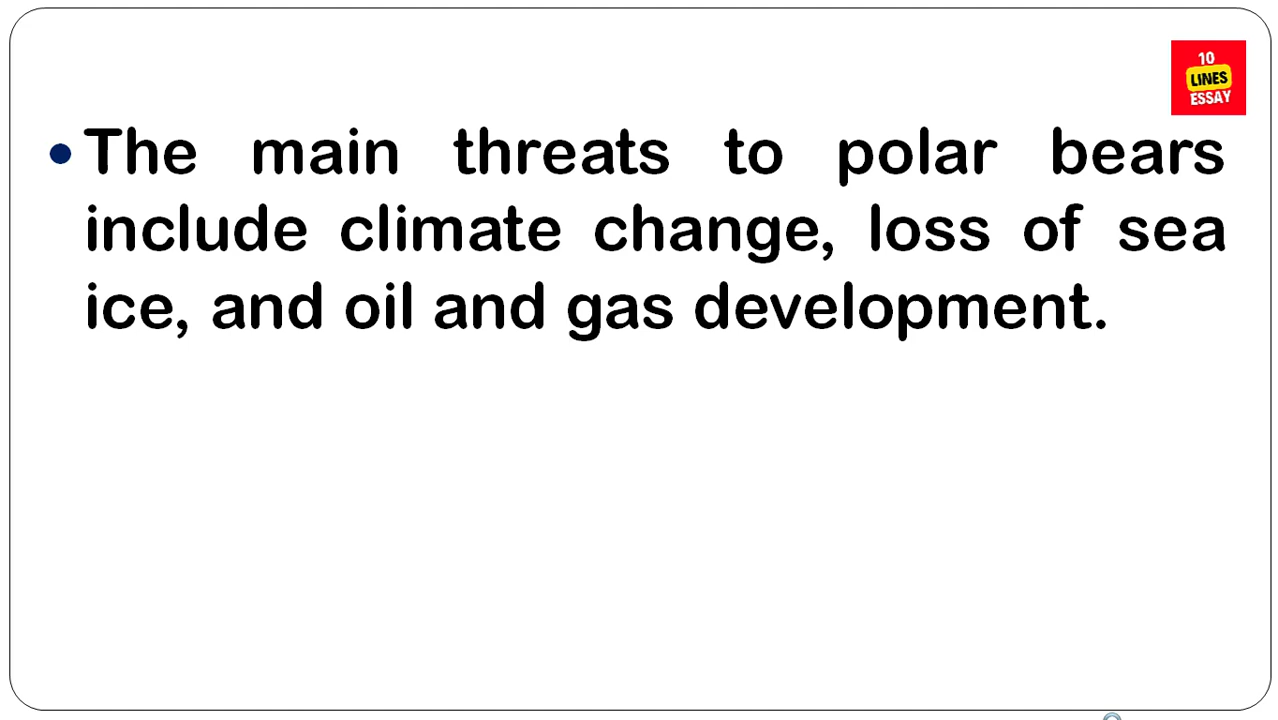 10
LINES
ESSAY
• The main threats to polar bears
include climate change, loss of sea
ice, and oil and gas development.